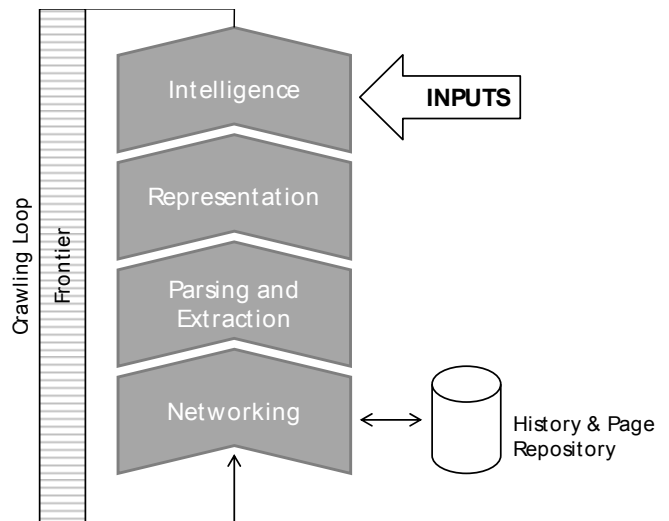 Intelligence
INPUTS
Representation
Crawling Loop
Frontier
Parsing and
Extraction
Networking
History & Page
Repository